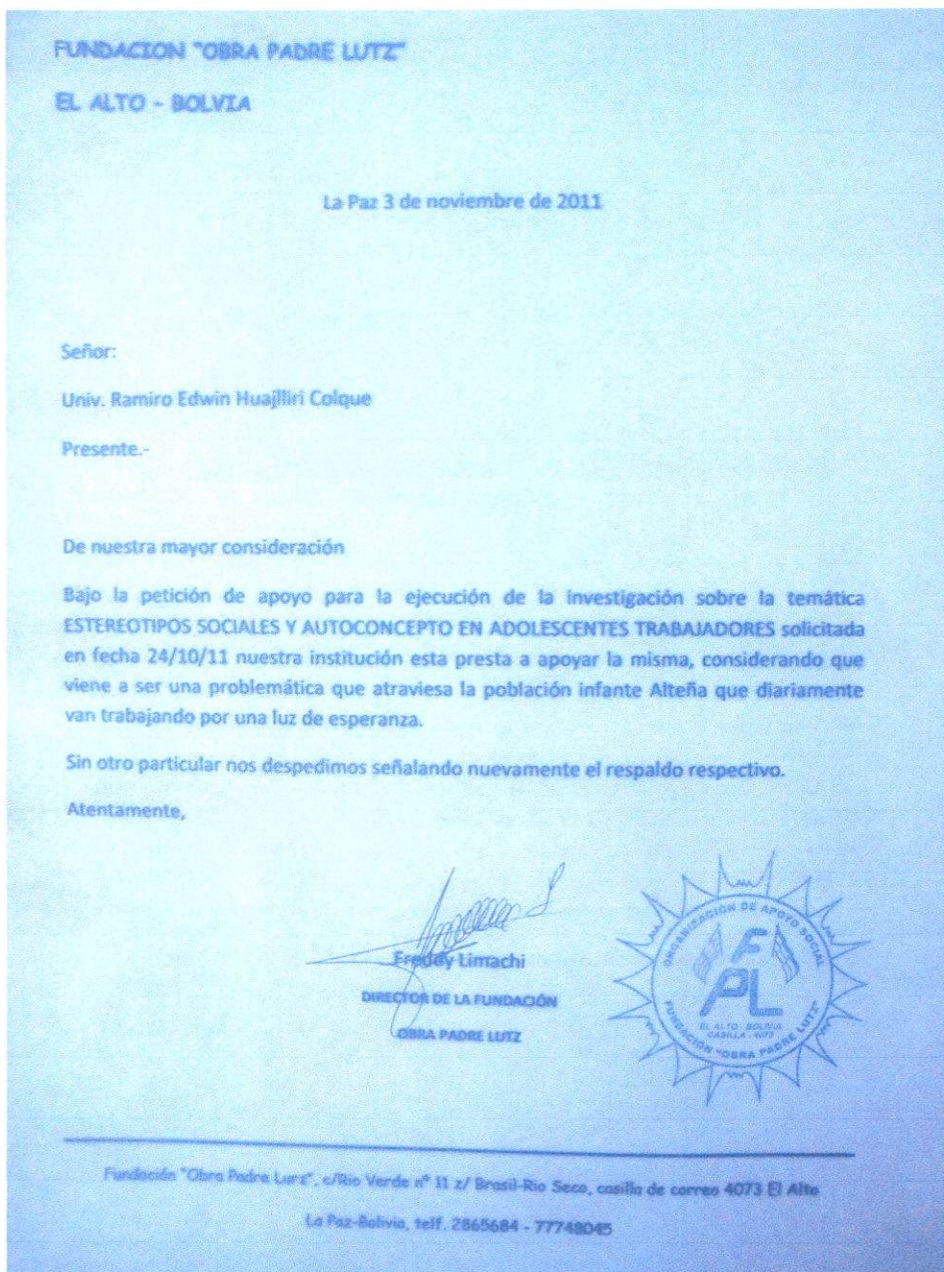 FUNDACION "OBRA PADRE LUTZ"
EL ALTO - BOLVIA
La Paz 3 de noviembre de 2011
Señor:
Univ. Ramiro Edwin Huajlliri Colque
Presente.-
De nuestra mayor consideración
Bajo la petición de apoyo para la ejecución de la investigación sobre la temática
ESTEREOTIPOS SOCIALES Y AUTOCONCEPTO EN ADOLESCENTES TRABAJADORES solicitada
en fecha 24/10/11 nuestra institución esta presta a apoyar la misma, considerando que
viene a ser una problemática que atraviesa la población infante Alteña que diariamente
van trabajando por una luz de esperanza.
Sin otro particular nos despedimos señalando nuevamente el respaldo respectivo.
Atentamente,
Freddy Limachi
DIRECTOR DE LA FUNDACIÓN
OBRA PADRE LUTZ
ORGANIZACIÓN DE APOYO SOCIAL
FPL
EL ALTO - BOLIVIA
CASILLA - 4073
FUNDACIÓN "OBRA PADRE LUTZ"
Fundación "Obra Padre Lurz", c/Rio Verde nº 11 z/ Brasil-Rio Seco, casilla de correo 4073 El Alto
La Paz-Bolivia, telf. 2865684 - 77748045